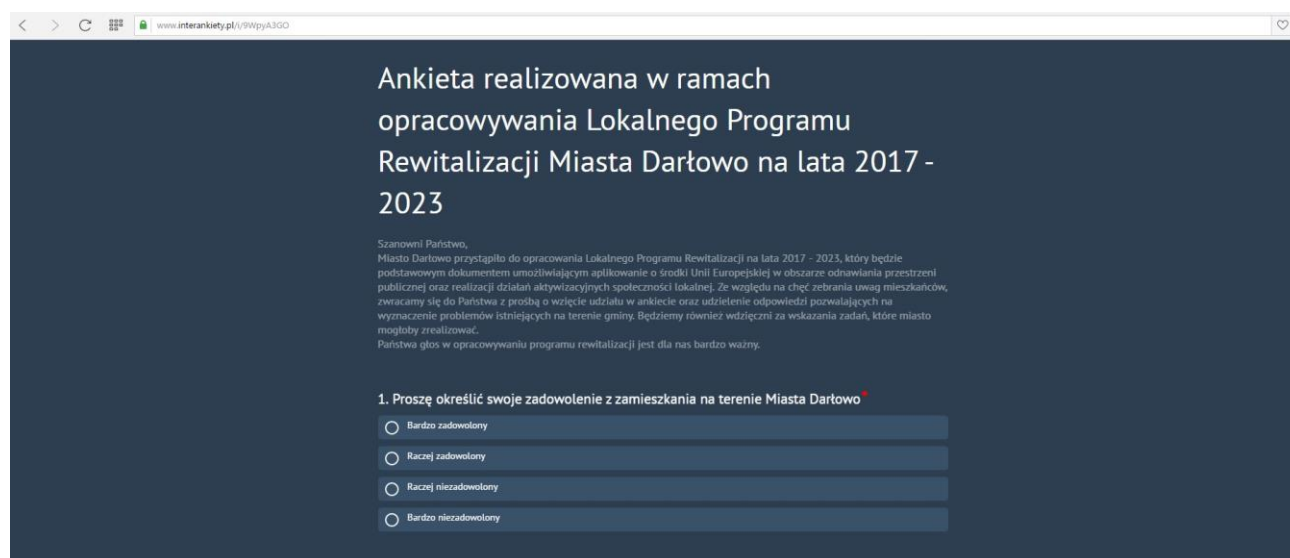 www.interankiety.pl/i/9WpyA3GO
Ankieta realizowana w ramach
opracowywania Lokalnego Programu
Rewitalizacji Miasta Darłowo na lata 2017 -
2023
Szanowni Państwo,
Miasto Darłowo przystąpiło do opracowania Lokalnego Programu Rewitalizacji na lata 2017 - 2023, który będzie
podstawowym dokumentem umożliwiającym aplikowanie o środki Unii Europejskiej w obszarze odnawiania przestrzeni
publicznej oraz realizacji działań aktywizacyjnych społeczności lokalnej. Ze względu na chęć zebrania uwag mieszkańców,
zwracamy się do Państwa z prośbą o wzięcie udziału w ankiecie oraz udzielenie odpowiedzi pozwalających na
wyznaczenie problemów istniejących na terenie gminy. Będziemy również wdzięczni za wskazania zadań, które miasto
mogłoby zrealizować.
Państwa głos w opracowywaniu programu rewitalizacji jest dla nas bardzo ważny.
1. Proszę określić swoje zadowolenie z zamieszkania na terenie Miasta Darłowo*
Bardzo zadowolony
Raczej zadowolony
Raczej niezadowolony
Bardzo niezadowolony